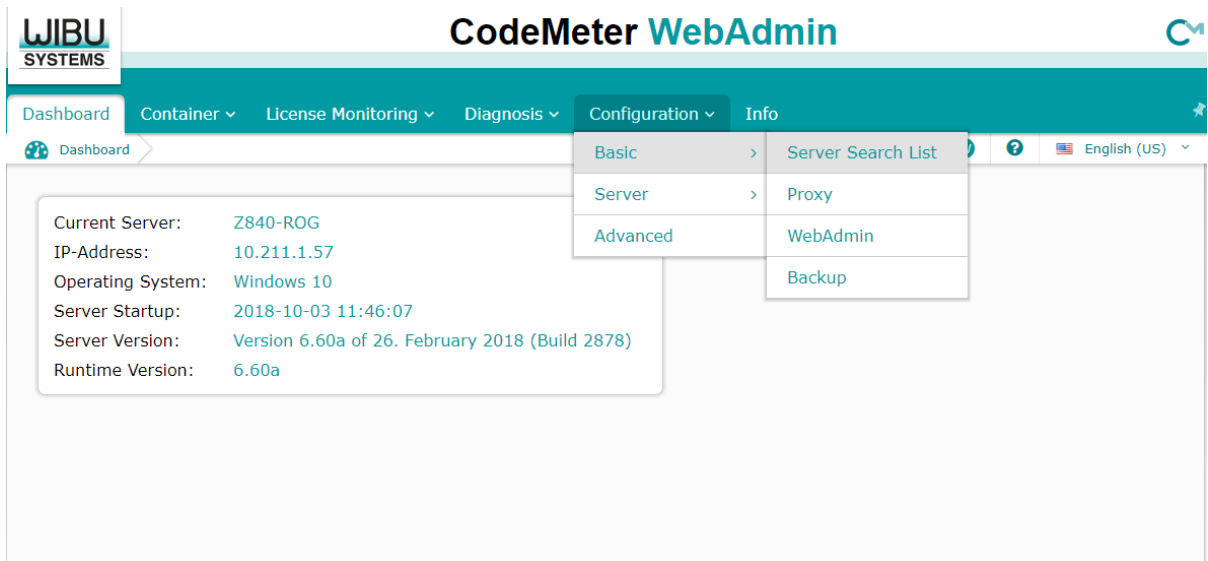 WIBU
SYSTEMS
CodeMeter WebAdmin
CM
Dashboard Container License Monitoring Diagnosis Configuration Info
Dashboard
English (US)
Basic
Server
Advanced
Server Search List
Proxy
WebAdmin
Backup
Current Server: Z840-ROG
IP-Address: 10.211.1.57
Operating System: Windows 10
Server Startup: 2018-10-03 11:46:07
Server Version: Version 6.60a of 26. February 2018 (Build 2878)
Runtime Version: 6.60a